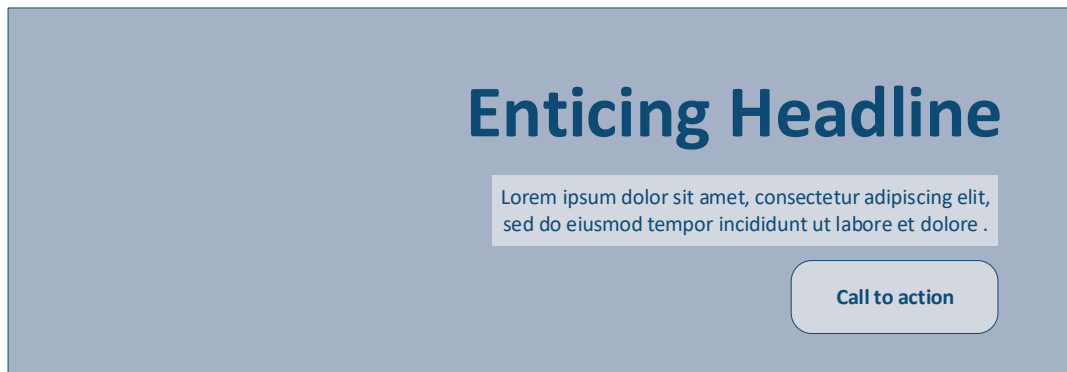 Enticing Headline
Lorem ipsum dolor sit amet, consectetur adipiscing elit,
sed do eiusmod tempor incididunt ut labore et dolore .
Call to action